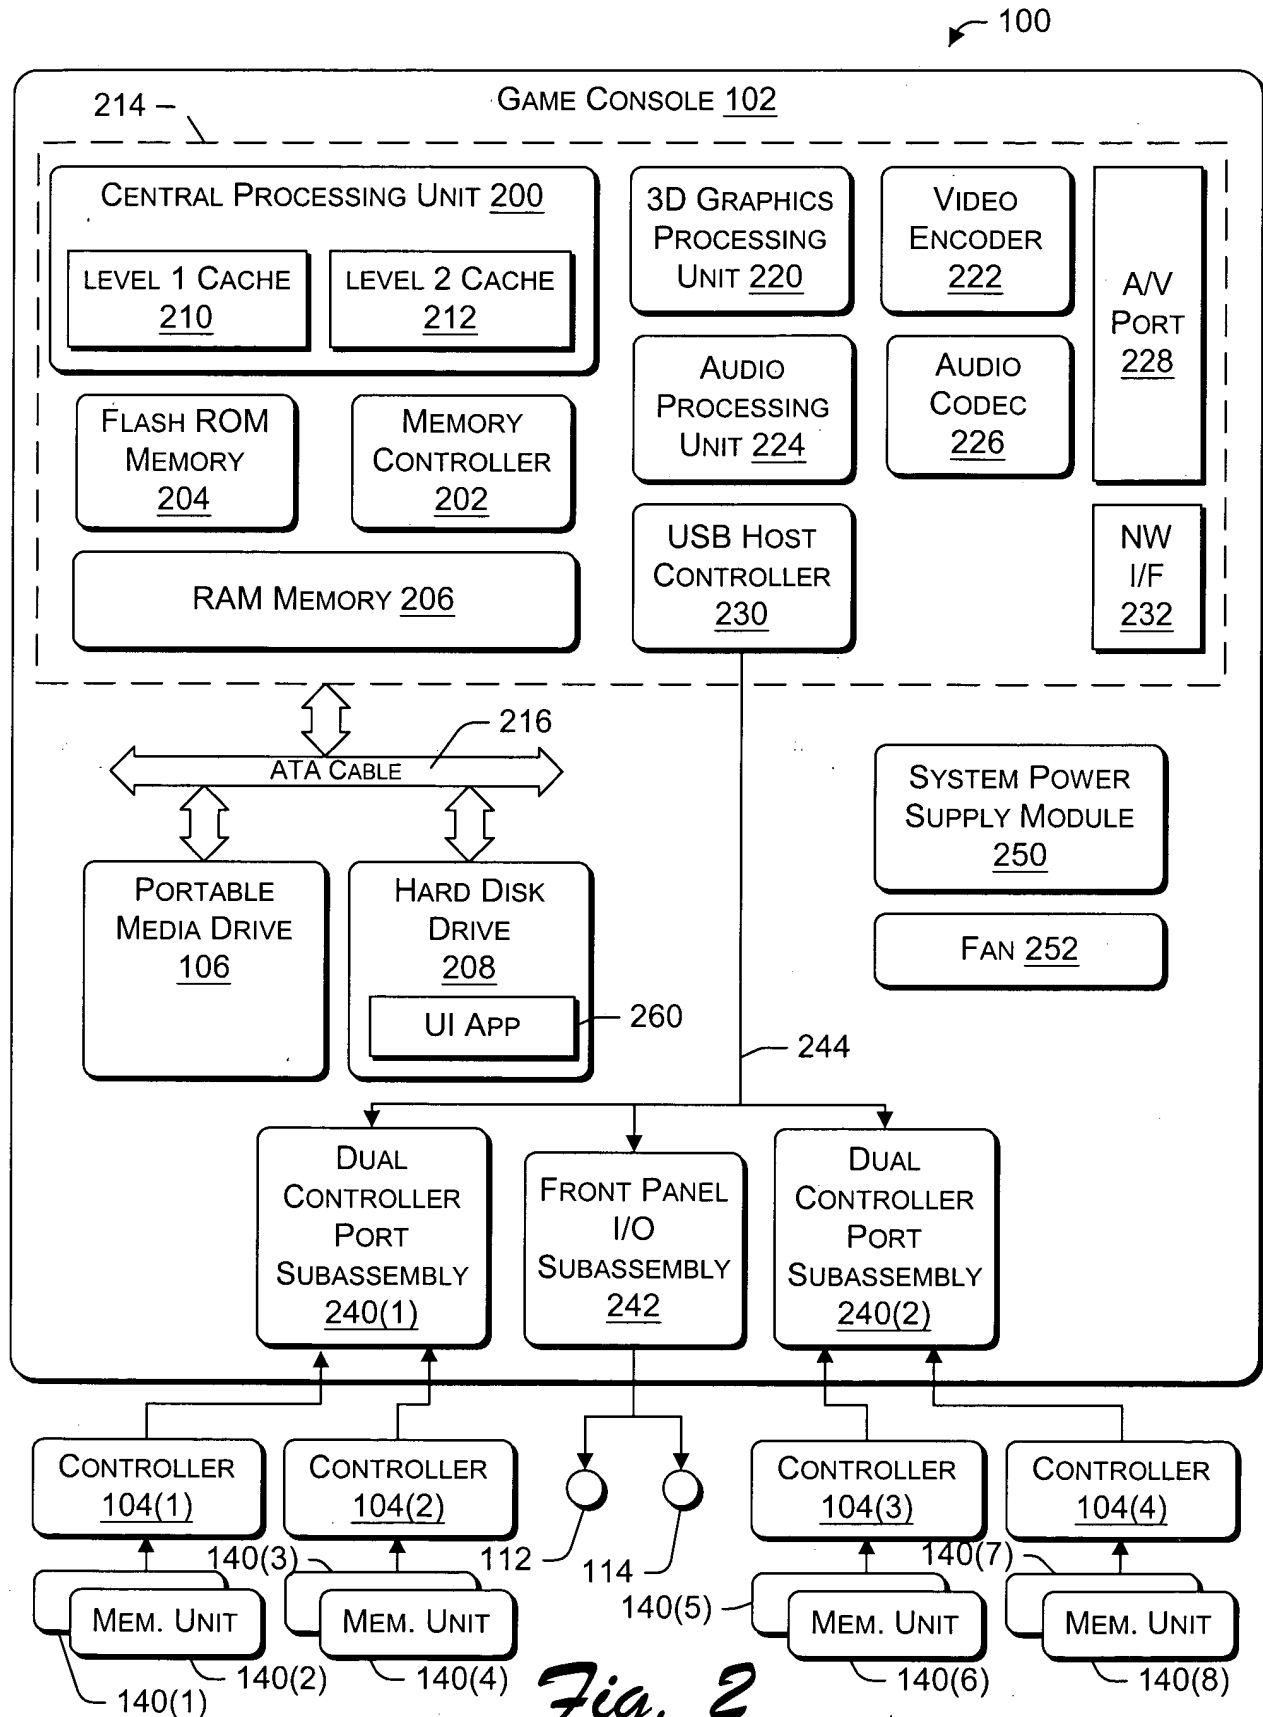 100
GAME CONSOLE 102
214
CENTRAL PROCESSING UNIT 200
LEVEL 1 CACHE
210
LEVEL 2 CACHE
212
3D GRAPHICS
PROCESSING
UNIT 220
VIDEO
ENCODER
222
A/V
PORT
228
AUDIO
PROCESSING
UNIT 224
AUDIO
CODEC
226
FLASH ROM
MEMORY
204
MEMORY
CONTROLLER
202
USB HOST
CONTROLLER
230
NW
I/F
232
RAM MEMORY 206
216
ATA CABLE
SYSTEM POWER
SUPPLY MODULE
250
PORTABLE
MEDIA DRIVE
106
HARD DISK
DRIVE
208
UI APP
260
FAN 252
244
DUAL
CONTROLLER
PORT
SUBASSEMBLY
240(1)
FRONT PANEL
I/O
SUBASSEMBLY
242
DUAL
CONTROLLER
PORT
SUBASSEMBLY
240(2)
CONTROLLER
104(1)
CONTROLLER
104(2)
112
114
CONTROLLER
104(3)
CONTROLLER
104(4)
140(3)
140(7)
140(5)
MEM. UNIT
MEM. UNIT
MEM. UNIT
MEM. UNIT
140(1)
140(2)
140(4)
140(6)
140(8)
Fig. 2